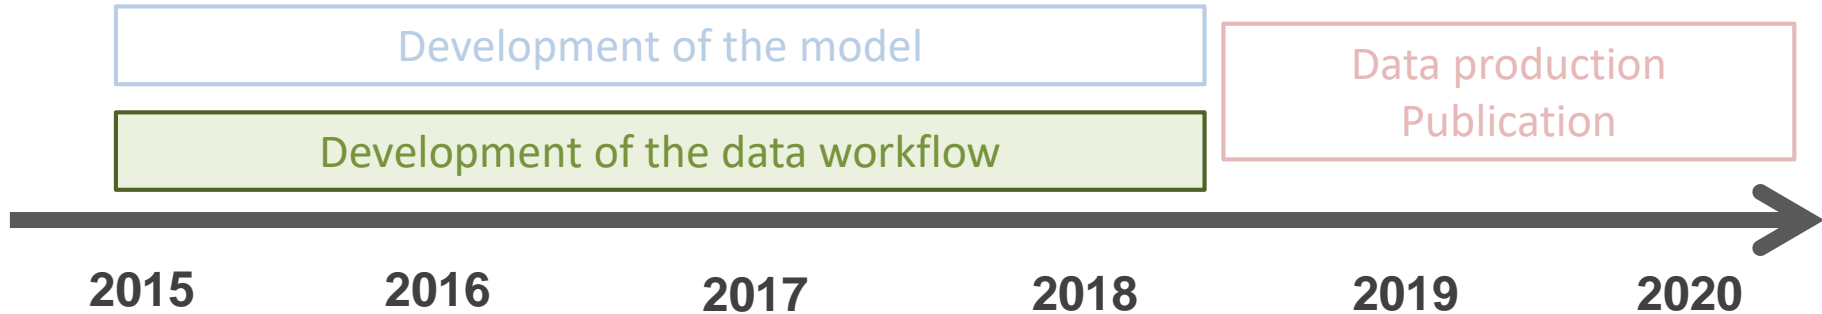 Development of the model
Data production
Publication
Development of the data workflow
2015 2016 2017 2018 2019 2020